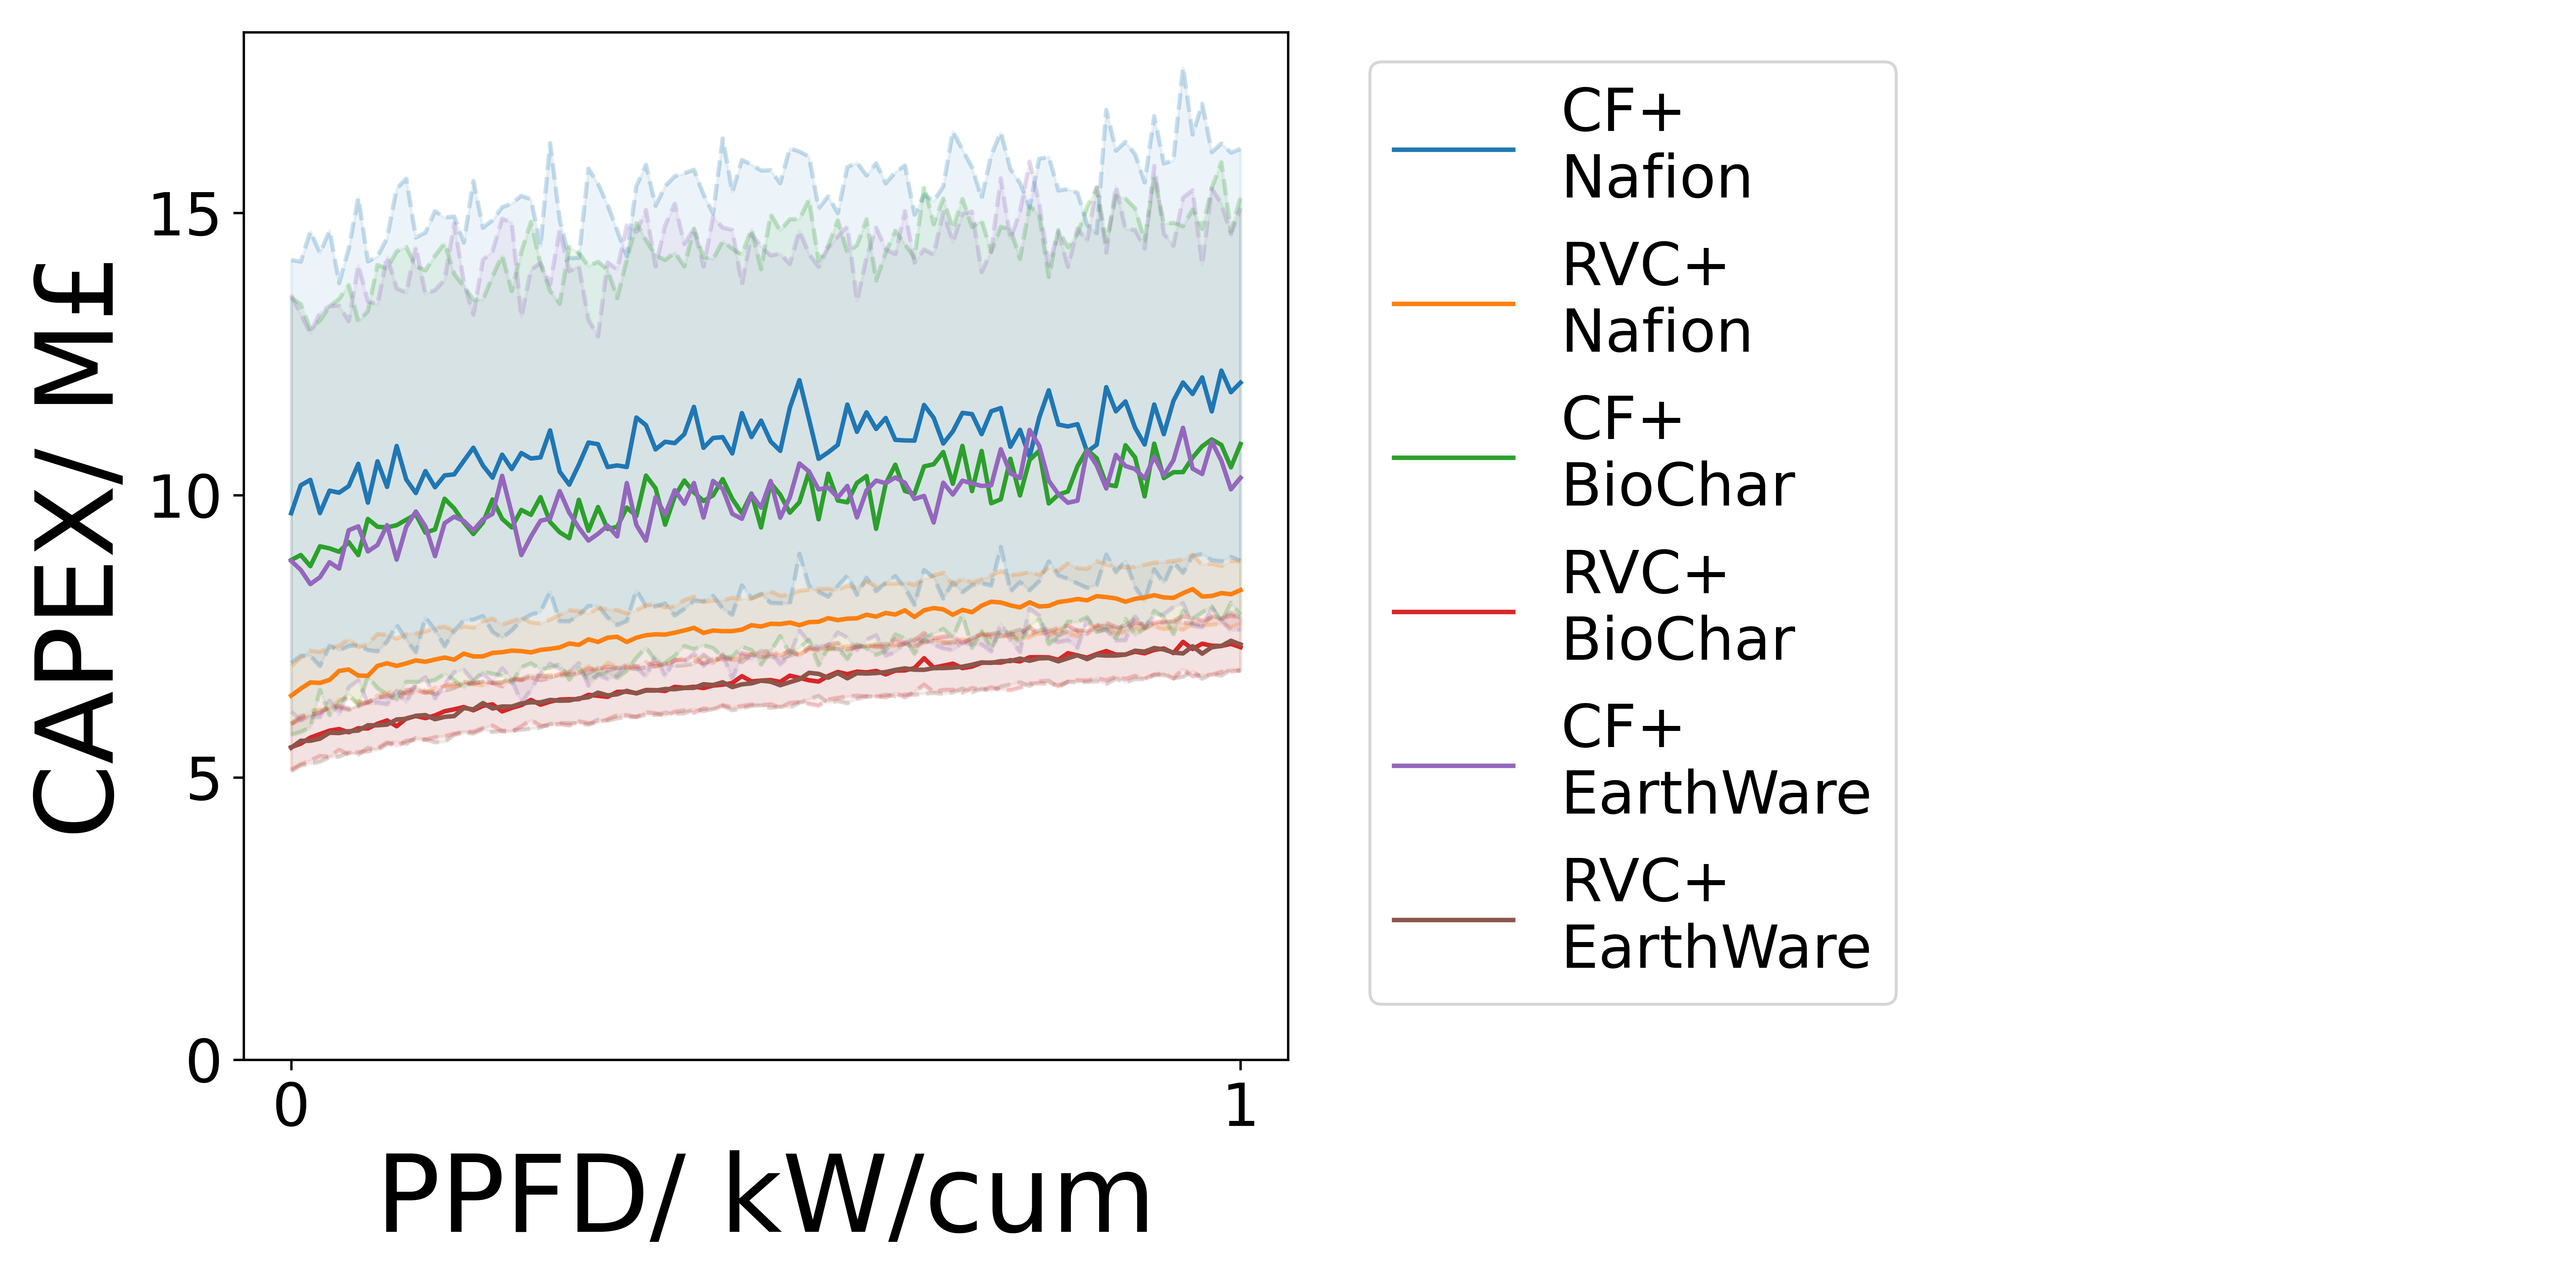 CAPEX/ M£
15
10
5
0
0
1
PPFD/ kW/cum
CF+
Nafion
RVC+
Nafion
CF+
BioChar
RVC+
BioChar
CF+
EarthWare
RVC+
EarthWare